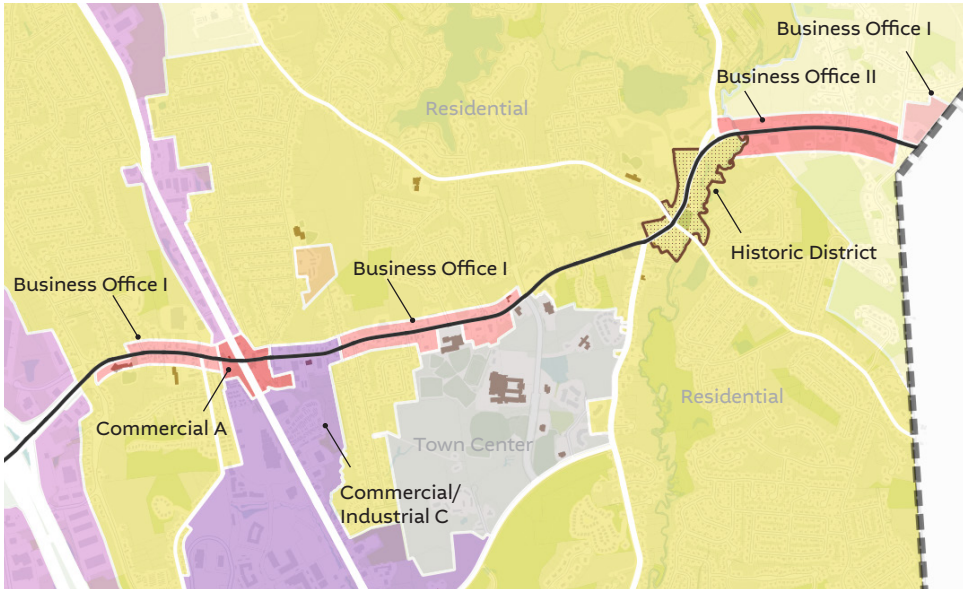 Business Office I
Business Office II
Residential
Historic District
Business Office I
Business Office I
Residential
Commercial A
Town Center
Commercial/
Industrial C